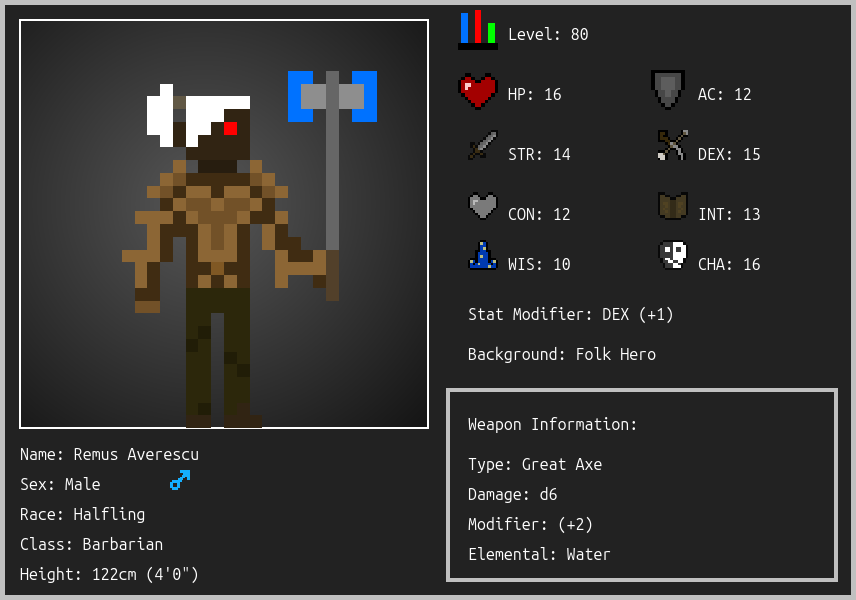 Level: 80
HP: 16
AC: 12
STR: 14
DEX: 15
CON: 12
INT: 13
WIS: 10
CHA: 16
Stat Modifier: DEX (+1)
Background: Folk Hero
Name: Remus Averescu
Sex: Male
Race: Halfling
Class: Barbarian
Height: 122cm (4'0")
Weapon Information:
Type: Great Axe
Damage: d6
Modifier: (+2)
Elemental: Water